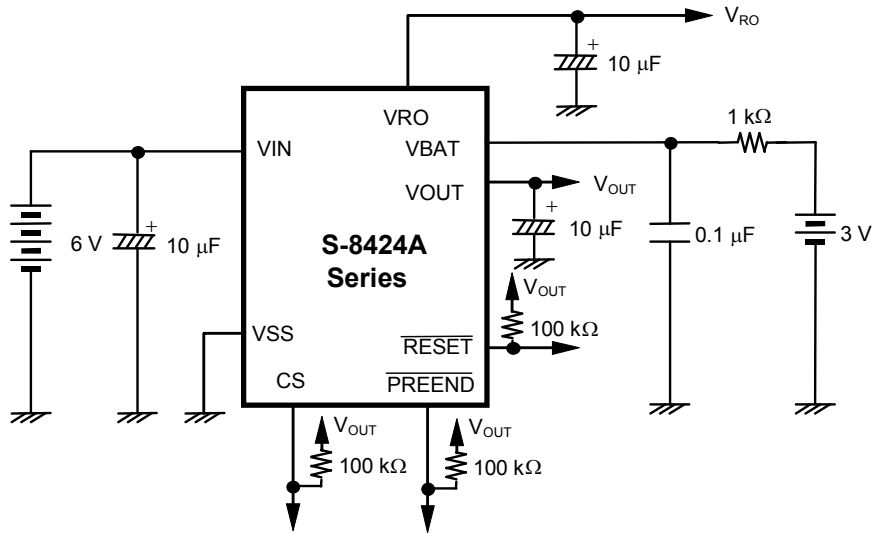 V_RO
+
10 μF
1 kΩ
VRO
VIN
VBAT
VOUT
V_OUT
+
6 V
10 μF
S-8424A
Series
+
10 μF
0.1 μF
3 V
V_OUT
100 kΩ
VSS
RESET
CS
PREEND
V_OUT
100 kΩ
V_OUT
100 kΩ